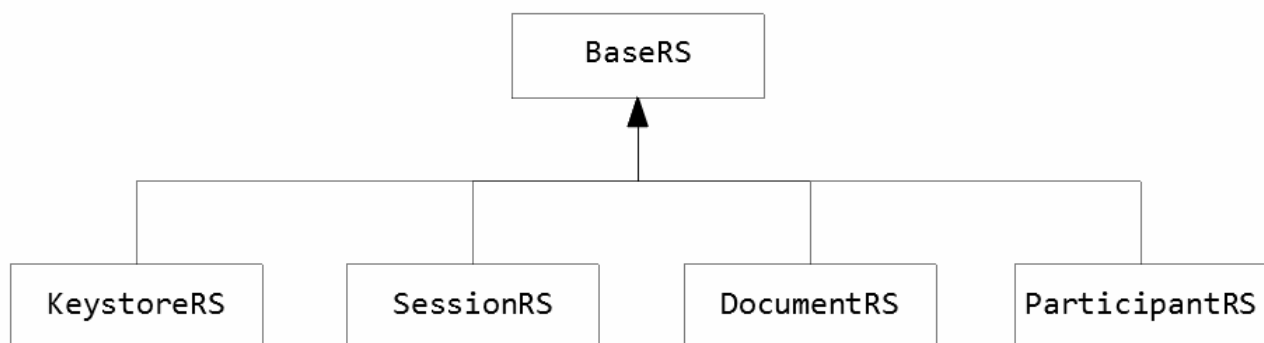 BaseRS
KeystoreRS
SessionRS
DocumentRS
ParticipantRS